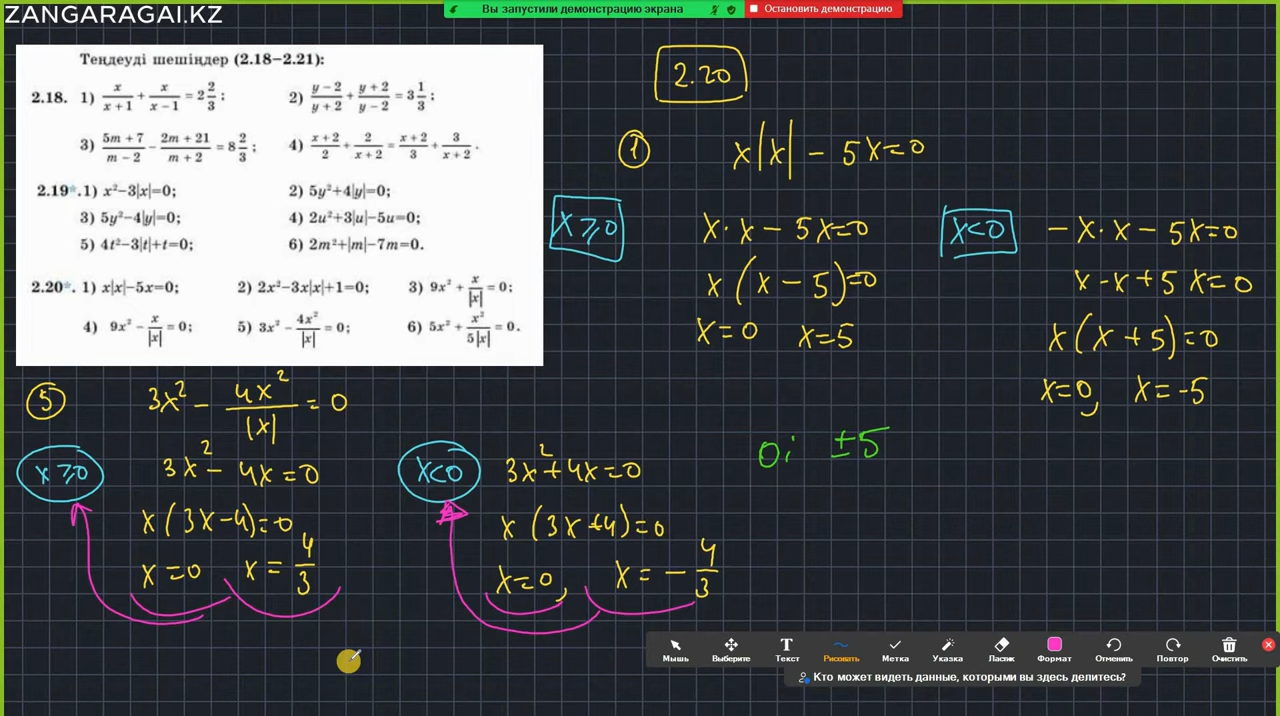 ZANGARAGAI.KZ
Вы запустили демонстрацию экрана
Остановить демонстрацию
Теңдеуді шешіңдер (2.18–2.21):
2.18. 1) x/(x+1) + x/(x−1) = 2 2/3; 2) (y−2)/(y+2) + (y+2)/(y−2) = 3 1/3;
3) (5m+7)/(m−2) − (2m+21)/(m+2) = 8 2/3; 4) (x+2)/2 + 2/(x+2) = (x+2)/3 + 3/(x+2).
2.19*. 1) x²−3|x|=0; 2) 5y²+4|y|=0;
3) 5y²−4|y|=0; 4) 2u²+3|u|−5u=0;
5) 4t²−3|t|+t=0; 6) 2m²+|m|−7m=0.
2.20*. 1) x|x|−5x=0; 2) 2x²−3x|x|+1=0; 3) 9x² + x/|x| = 0;
4) 9x² − x/|x| = 0; 5) 3x² − 4x²/|x| = 0; 6) 5x² + x²/5|x| = 0.
2.20
1 x|x| − 5x=0
x≥0 x·x − 5x=0
x(x − 5)=0
x=0 x=5
x<0 −x·x − 5x=0
x·x + 5x=0
x(x + 5)=0
x=0, x=-5
0; ±5
5 3x² − 4x²/|x| = 0
x≥0 3x² − 4x=0
x(3x−4)=0
x=0 x=4/3
x<0 3x²+4x=0
x(3x+4)=0
x=0, x=−4/3
Мышь Выберите Текст Рисовать Метка Указка Ластик Формат Отменить Повтор Очистить
Кто может видеть данные, которыми вы здесь делитесь?